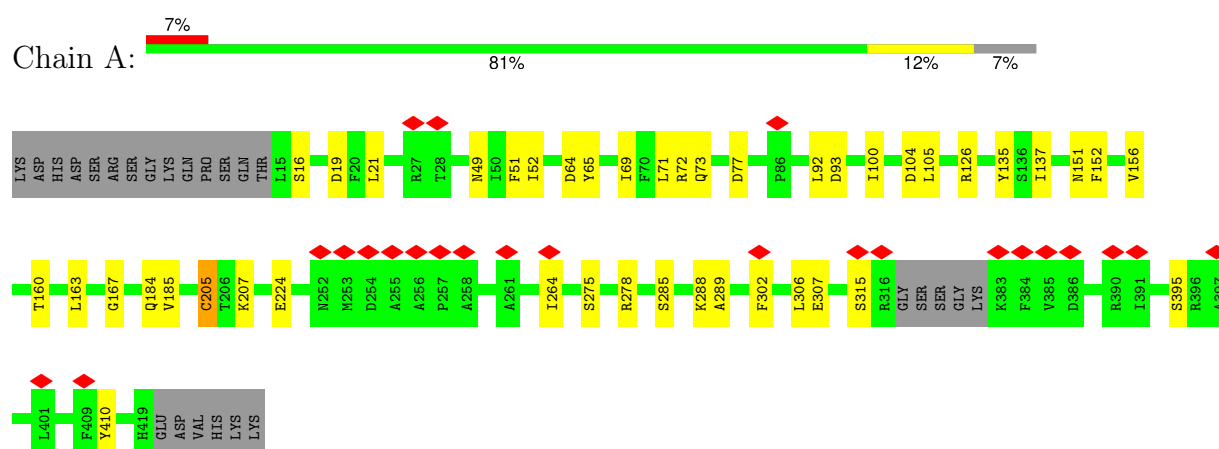 7%
Chain A:
81% 12% 7%
LYS ASP HIS ASP SER ARG SER GLY LYS GLN PRO SER GLN THR L15 S16 D19 F20 L21 R27 T28 N49 I50 F51 I52 D64 Y65 I69 F70 L71 R72 Q73 D77 P86 L92 D93 I100 D104 L105 R126 Y135 S136 I137 N151 F152 V156
T160 L163 G167 Q184 V185 C205 T206 K207 E224 N252 M253 D254 A255 A256 P257 A258 A261 I264 S275 R278 S285 K288 A289 F302 L306 E307 S315 R316 GLY SER SER GLY LYS K383 F384 V385 D386 R390 I391 S395 R396
L401 F409 Y410 H419 GLU ASP VAL HIS LYS LYS